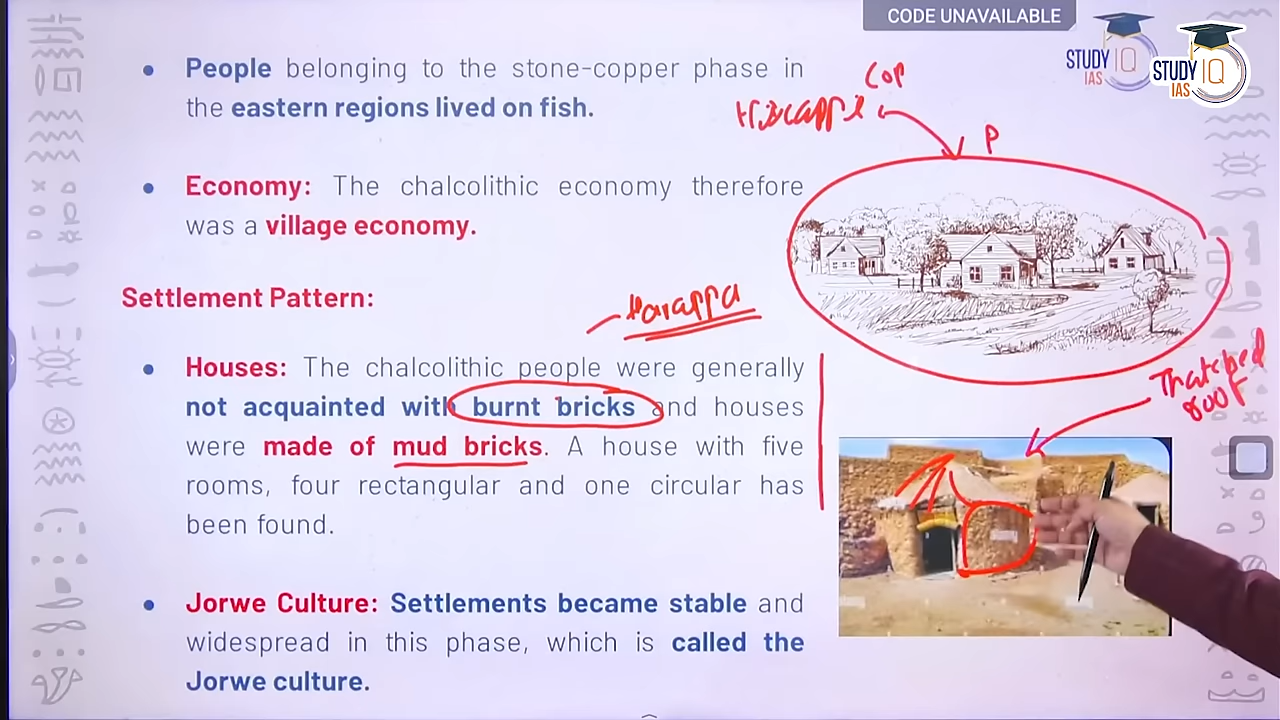 CODE UNAVAILABLE
STUDY
IQ
IAS
STUDY
IQ
IAS
• People belonging to the stone-copper phase in
the eastern regions lived on fish.
Cop
P
• Economy: The chalcolithic economy therefore
was a village economy.
Settlement Pattern:
Harappa
• Houses: The chalcolithic people were generally
not acquainted with burnt bricks and houses
were made of mud bricks. A house with five
rooms, four rectangular and one circular has
been found.
Thatched
roof
• Jorwe Culture: Settlements became stable and
widespread in this phase, which is called the
Jorwe culture.